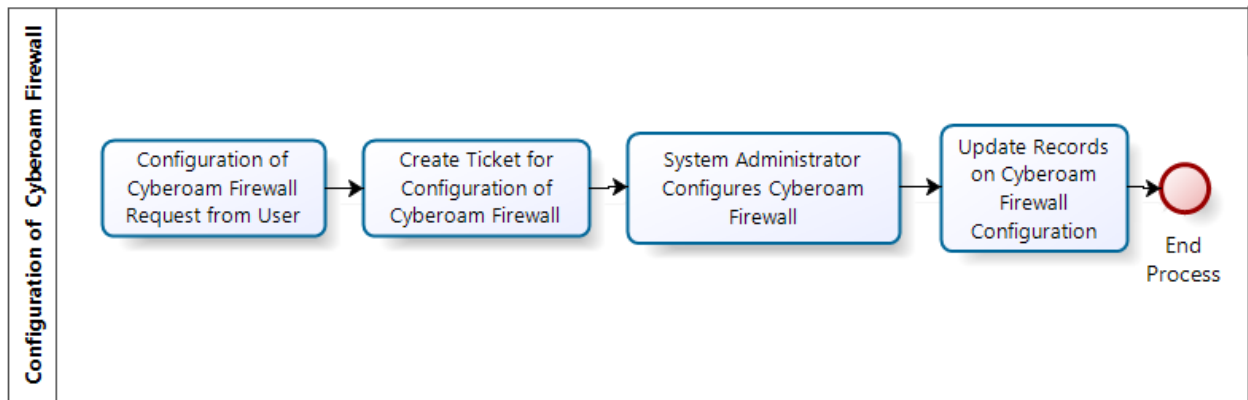 Configuration of Cyberoam Firewall
Configuration of
Cyberoam Firewall
Request from User
Create Ticket for
Configuration of
Cyberoam Firewall
System Administrator
Configures Cyberoam
Firewall
Update Records
on Cyberoam
Firewall
Configuration
End
Process